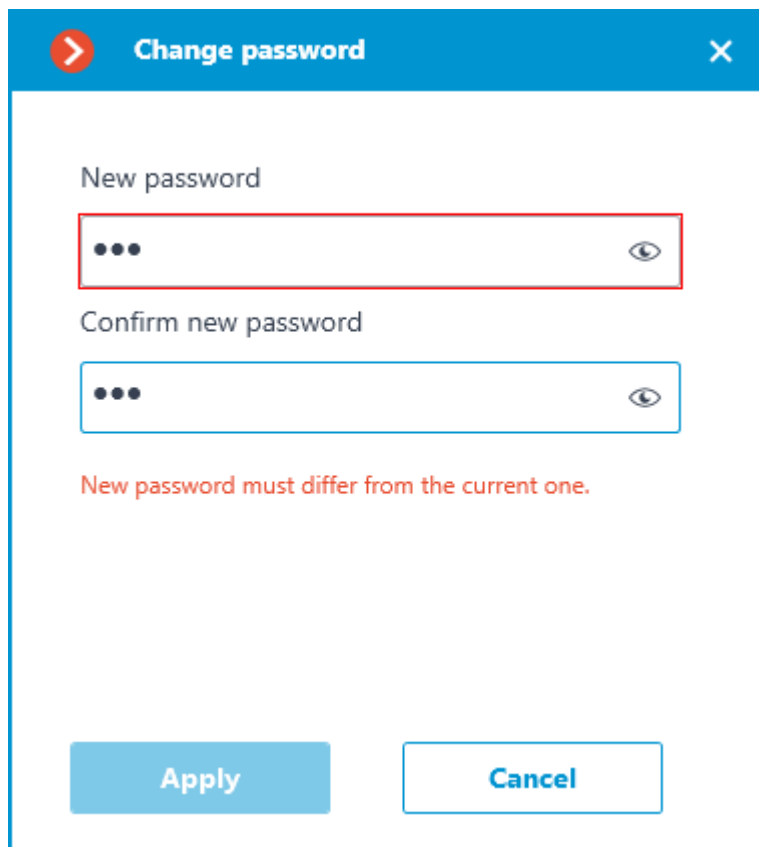 Change password
New password
•••
Confirm new password
•••
New password must differ from the current one.
Apply
Cancel